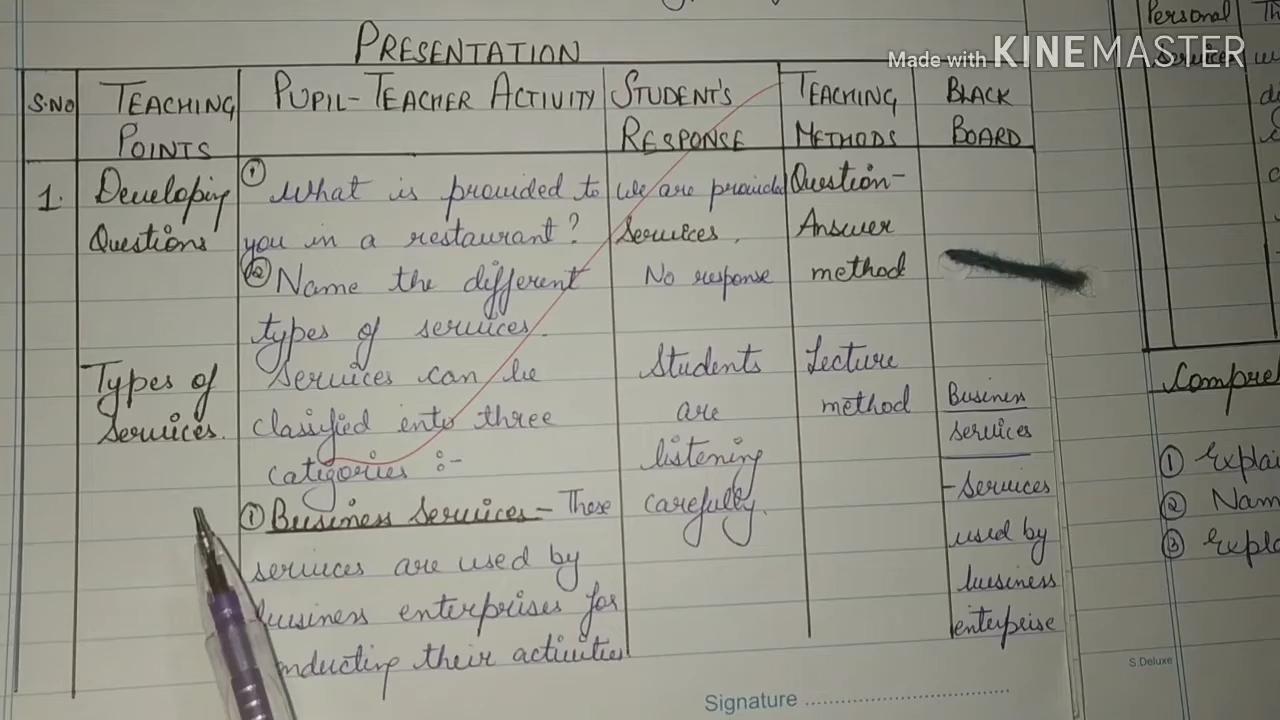 PRESENTATION
Made with KINEMASTER
S.NO TEACHING POINTS PUPIL-TEACHER ACTIVITY STUDENT'S RESPONSE TEACHING METHODS BLACK BOARD
1. Developing Questions
① What is provided to
you in a restaurant?
② Name the different
types of services.
We are provided
Services.
No response
Question-
Answer
method
Types of
Services.
Services can be
classified into three
categories :-
① Business Services - These
services are used by
business enterprises for
conducting their activities
Students
are
listening
carefully.
Lecture
method
Business
services
- Services
used by
business
enterprise
Signature
S.Deluxe
Personal
Services
① Explai
② Nam
③ Expla